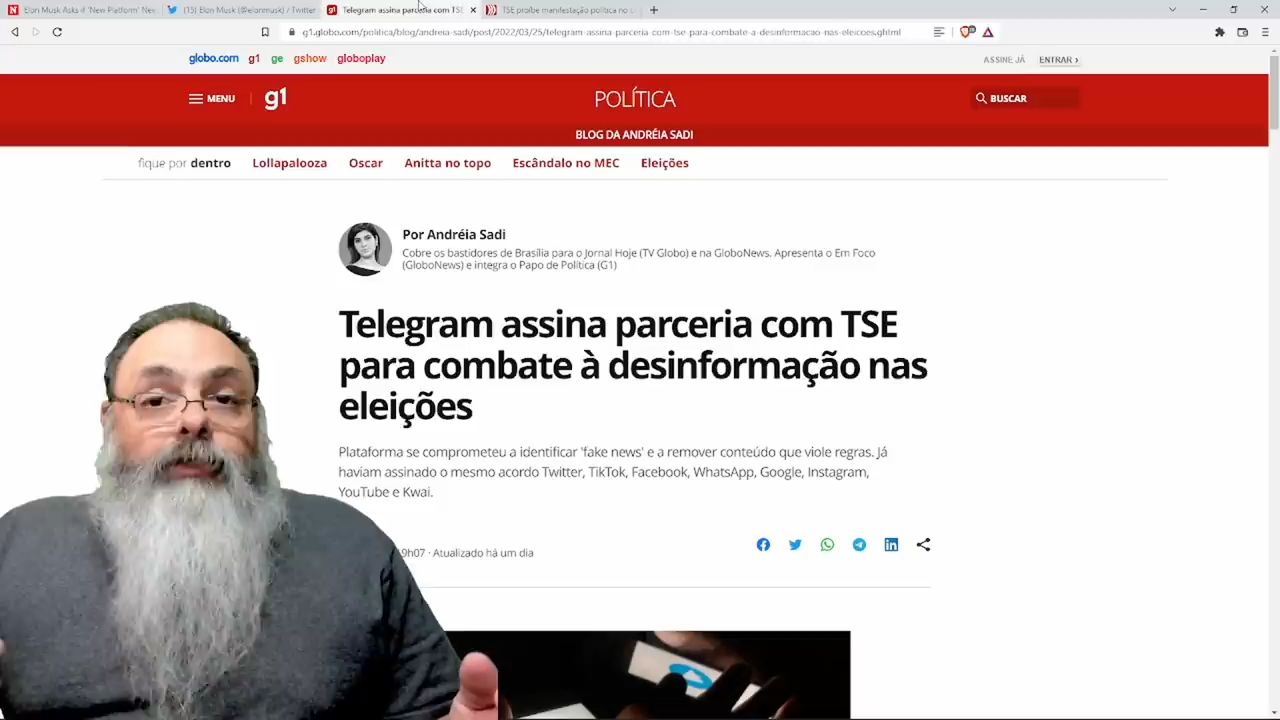 Elon Musk Asks if 'New Platform' Nee
(15) Elon Musk (@elonmusk) / Twitter
Telegram assina parceria com TSE
TSE proíbe manifestação política no
g1.globo.com/politica/blog/andreia-sadi/post/2022/03/25/telegram-assina-parceria-com-tse-para-combate-a-desinformacao-nas-eleicoes.ghtml
globo.com g1 ge gshow globoplay
ASSINE JÁ ENTRAR ›
MENU g1 POLÍTICA BUSCAR
BLOG DA ANDRÉIA SADI
fique por dentro Lollapalooza Oscar Anitta no topo Escândalo no MEC Eleições
Por Andréia Sadi
Cobre os bastidores de Brasília para o Jornal Hoje (TV Globo) e na GloboNews. Apresenta o Em Foco
(GloboNews) e integra o Papo de Política (G1)
Telegram assina parceria com TSE
para combate à desinformação nas
eleições
Plataforma se comprometeu a identificar 'fake news' e a remover conteúdo que viole regras. Já
haviam assinado o mesmo acordo Twitter, TikTok, Facebook, WhatsApp, Google, Instagram,
YouTube e Kwai.
9h07 · Atualizado há um dia